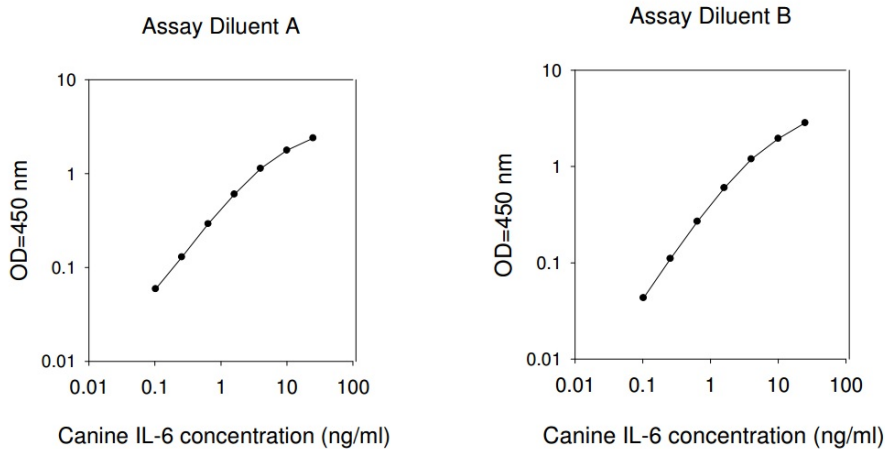 Assay Diluent A
10
1
0.1
0.01
OD=450 nm
0.01 0.1 1 10 100
Canine IL-6 concentration (ng/ml)
Assay Diluent B
10
1
0.1
0.01
OD=450 nm
0.01 0.1 1 10 100
Canine IL-6 concentration (ng/ml)